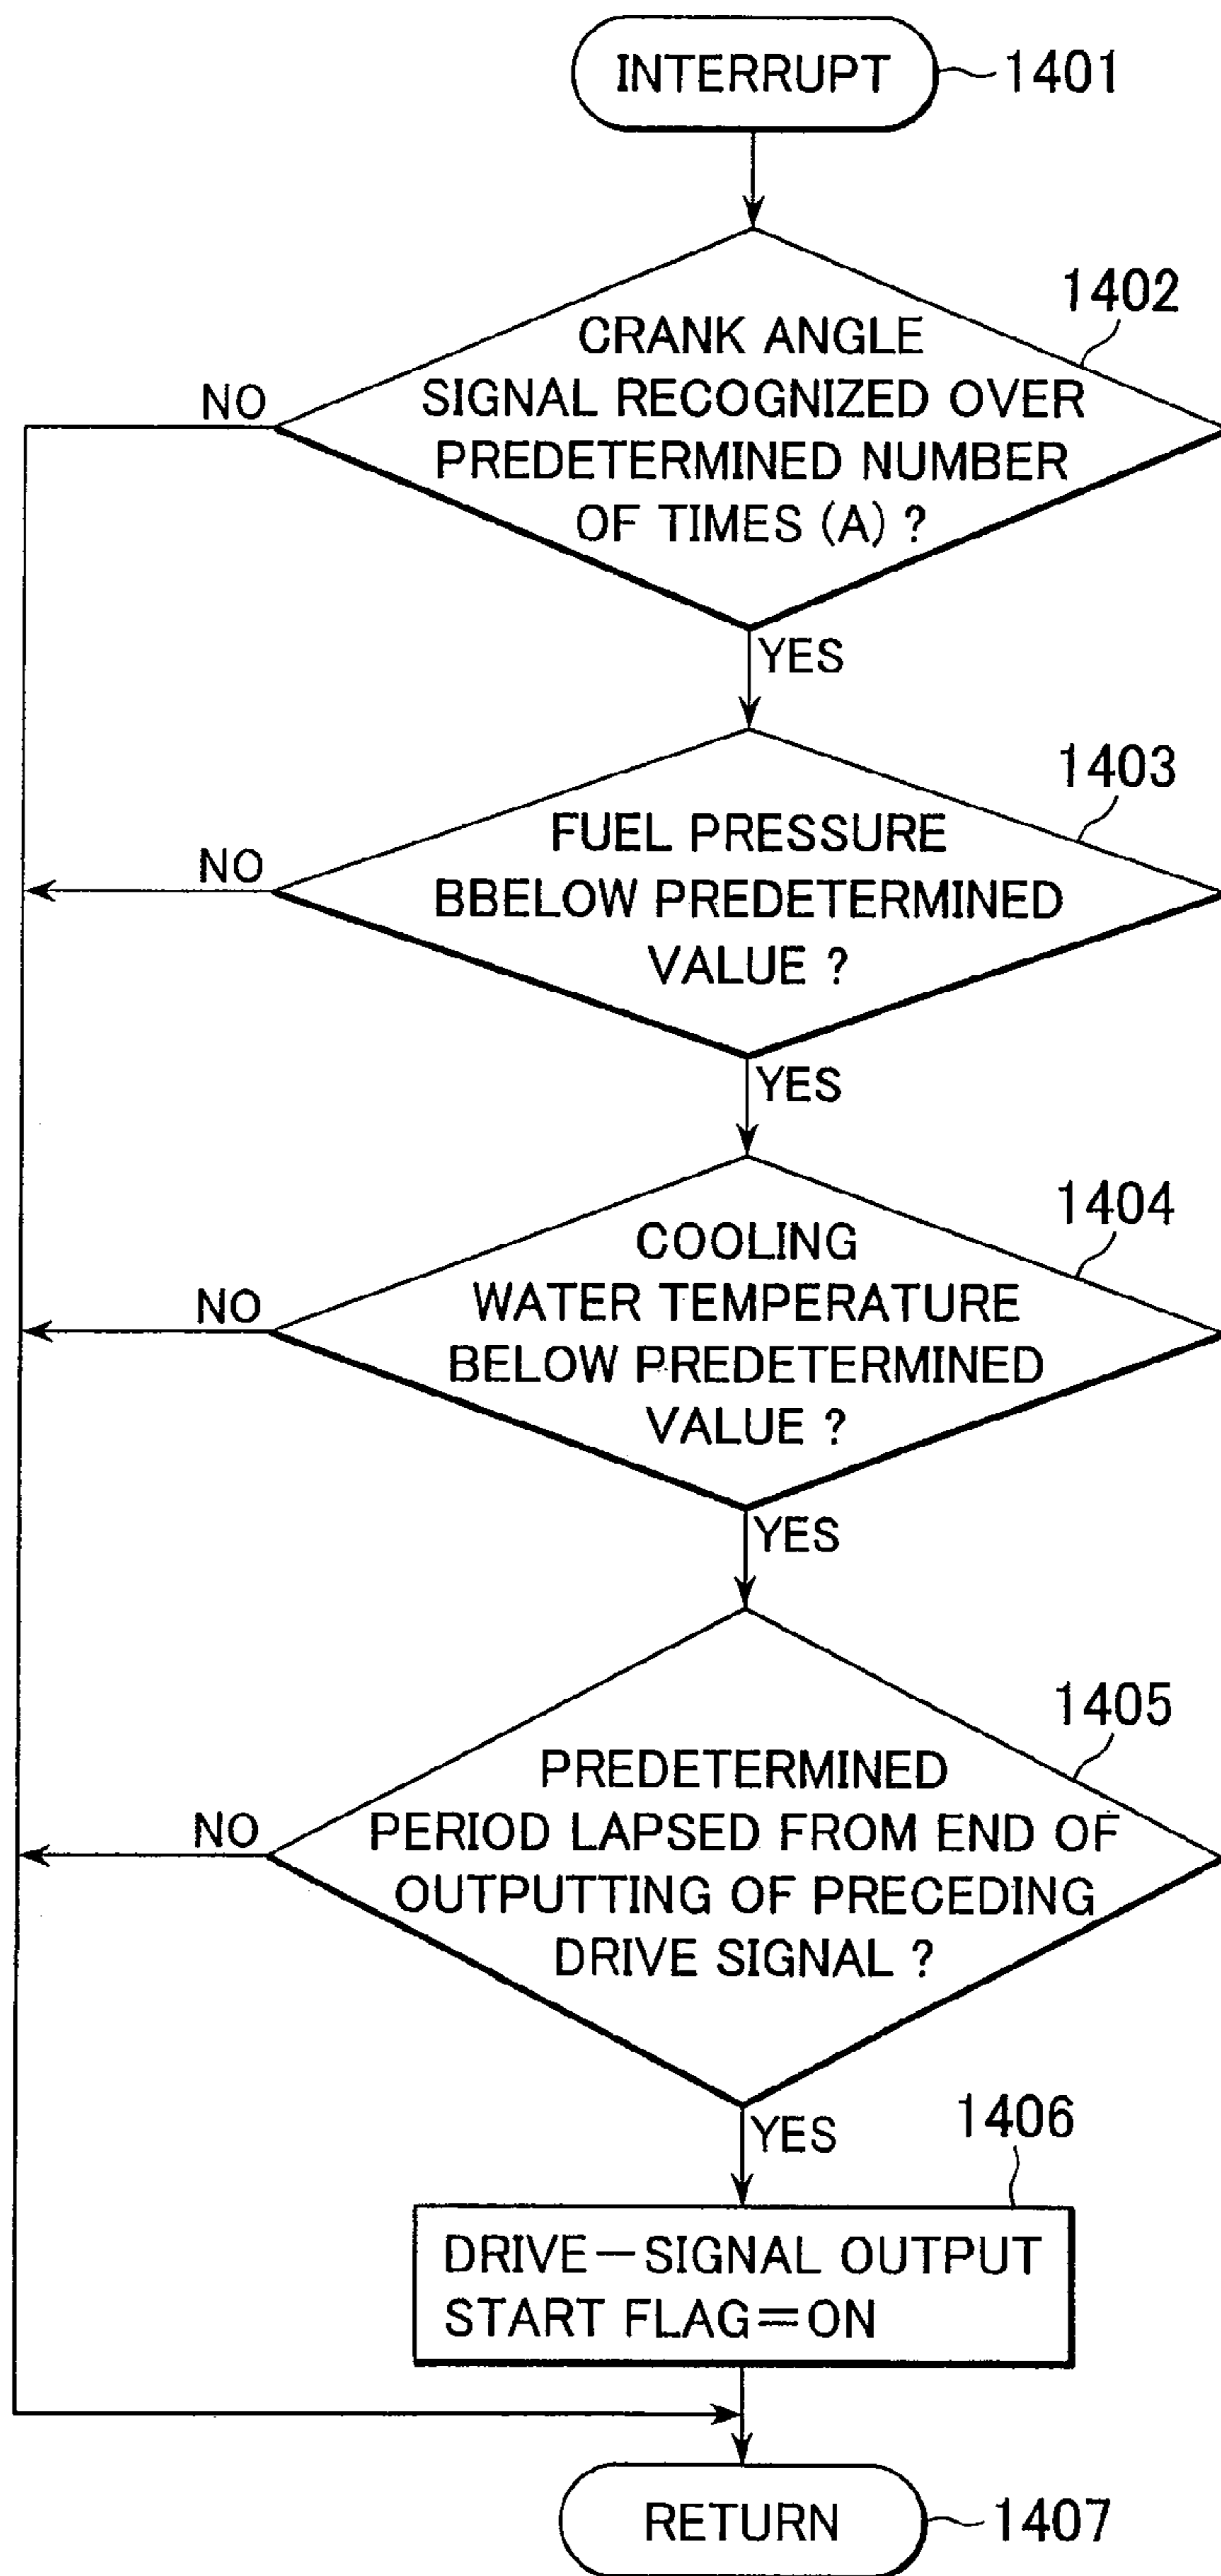 INTERRUPT
1401
1402
CRANK ANGLE
SIGNAL RECOGNIZED OVER
PREDETERMINED NUMBER
OF TIMES (A) ?
NO
YES
1403
FUEL PRESSURE
BBELOW PREDETERMINED
VALUE ?
NO
YES
1404
COOLING
WATER TEMPERATURE
BELOW PREDETERMINED
VALUE ?
NO
YES
1405
PREDETERMINED
PERIOD LAPSED FROM END OF
OUTPUTTING OF PRECEDING
DRIVE SIGNAL ?
NO
YES
1406
DRIVE−SIGNAL OUTPUT
START FLAG=ON
RETURN
1407